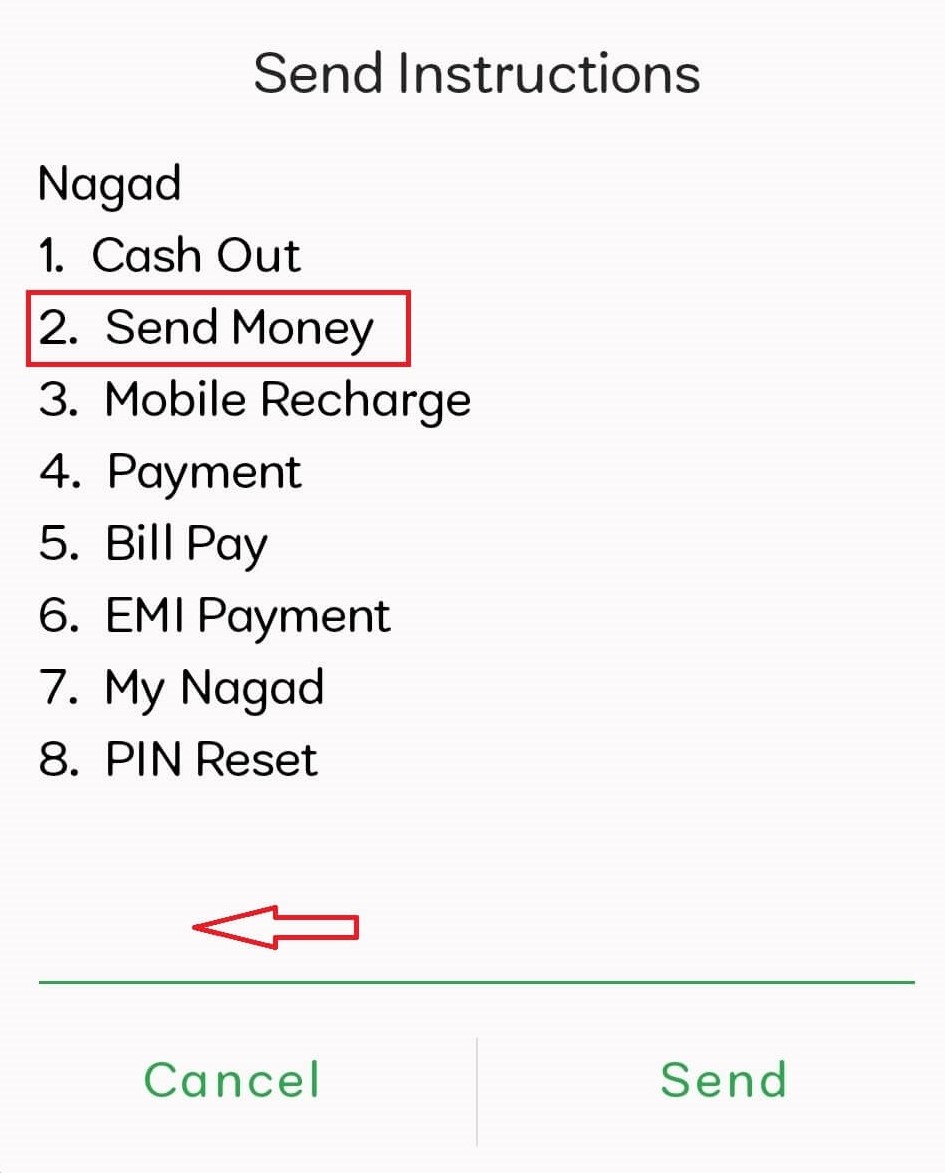 Send Instructions
Nagad
1. Cash Out
2. Send Money
3. Mobile Recharge
4. Payment
5. Bill Pay
6. EMI Payment
7. My Nagad
8. PIN Reset
Cancel
Send